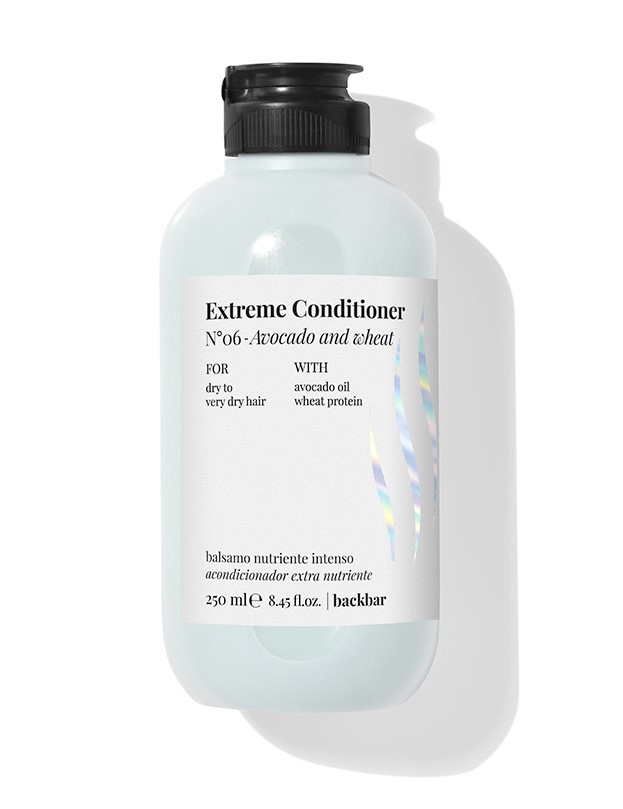 Extreme Conditioner
N°06 - Avocado and wheat
FOR
dry to
very dry hair
WITH
avocado oil
wheat protein
balsamo nutriente intenso
acondicionador extra nutriente
250 ml ℮ 8.45 fl.oz. | backbar